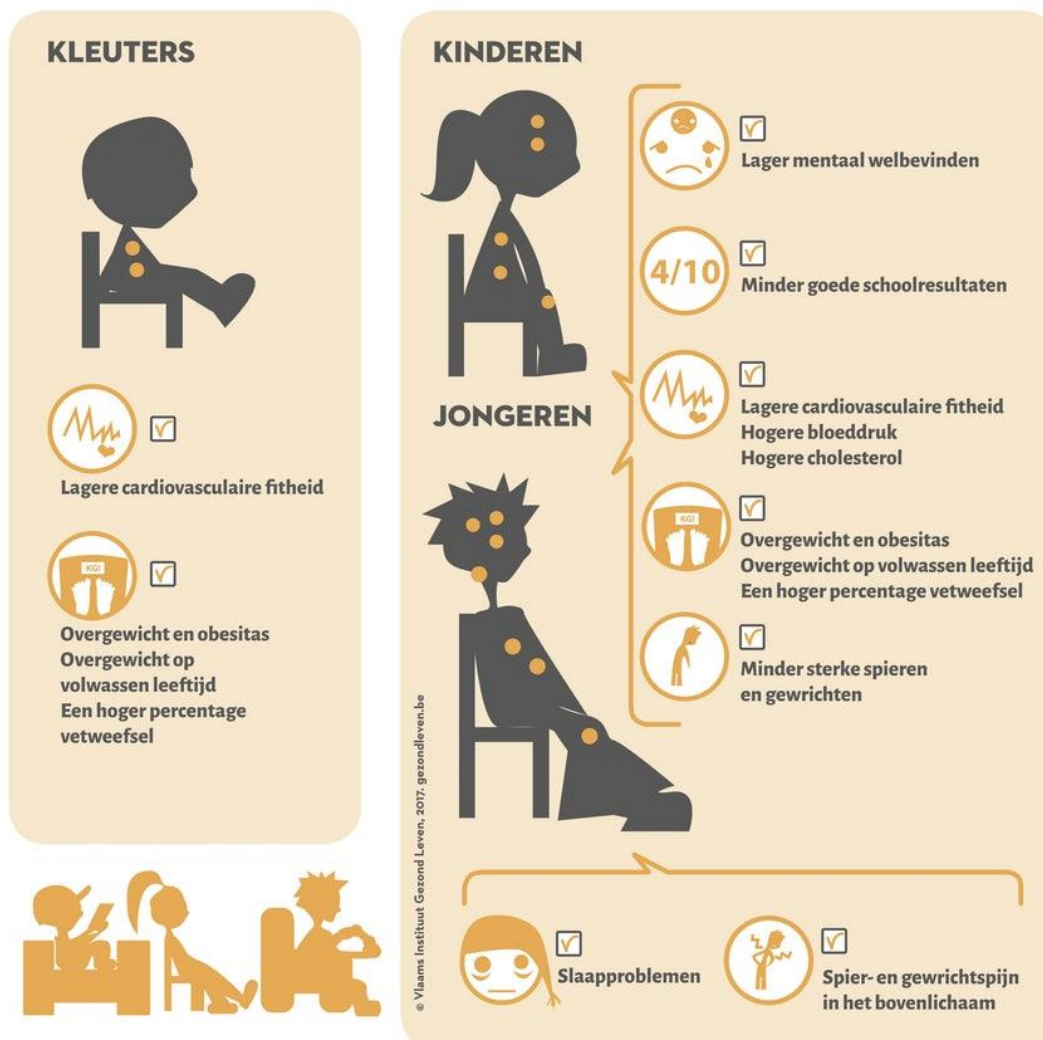 KLEUTERS
Lagere cardiovasculaire fitheid
KG!
Overgewicht en obesitas
Overgewicht op
volwassen leeftijd
Een hoger percentage
vetweefsel
KINDEREN
JONGEREN
Lager mentaal welbevinden
4/10
Minder goede schoolresultaten
Lagere cardiovasculaire fitheid
Hogere bloeddruk
Hogere cholesterol
KG!
Overgewicht en obesitas
Overgewicht op volwassen leeftijd
Een hoger percentage vetweefsel
Minder sterke spieren
en gewrichten
© Vlaams Instituut Gezond Leven, 2017. gezondleven.be
Slaapproblemen
Spier- en gewrichtspijn
in het bovenlichaam